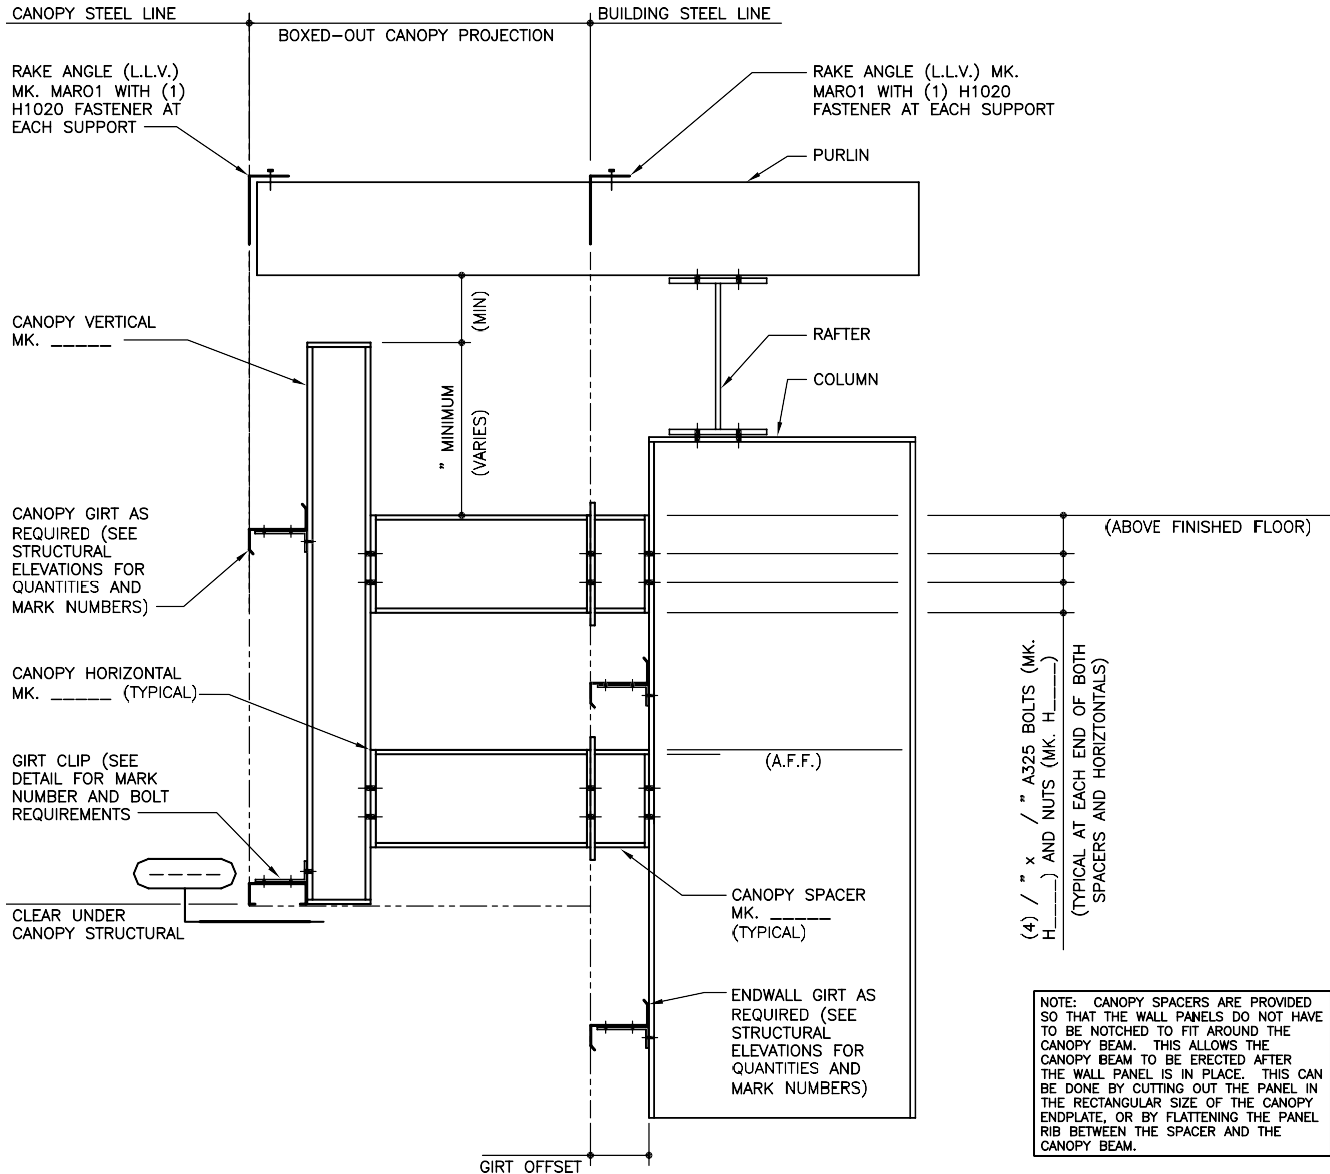 CANOPY STEEL LINE
BUILDING STEEL LINE
BOXED-OUT CANOPY PROJECTION
RAKE ANGLE (L.L.V.)
MK. MARO1 WITH (1)
H1020 FASTENER AT
EACH SUPPORT
RAKE ANGLE (L.L.V.) MK.
MARO1 WITH (1) H1020
FASTENER AT EACH SUPPORT
PURLIN
(MIN)
CANOPY VERTICAL
MK. _____
RAFTER
COLUMN
" MINIMUM
(VARIES)
CANOPY GIRT AS
REQUIRED (SEE
STRUCTURAL
ELEVATIONS FOR
QUANTITIES AND
MARK NUMBERS)
(ABOVE FINISHED FLOOR)
CANOPY HORIZONTAL
MK. _____ (TYPICAL)
(A.F.F.)
GIRT CLIP (SEE
DETAIL FOR MARK
NUMBER AND BOLT
REQUIREMENTS
(4) / " x / " A325 BOLTS (MK.
H____) AND NUTS (MK. H____)
(TYPICAL AT EACH END OF BOTH
SPACERS AND HORIZTONTALS)
____
CLEAR UNDER
CANOPY STRUCTURAL
CANOPY SPACER
MK. _____
(TYPICAL)
ENDWALL GIRT AS
REQUIRED (SEE
STRUCTURAL
ELEVATIONS FOR
QUANTITIES AND
MARK NUMBERS)
NOTE: CANOPY SPACERS ARE PROVIDED
SO THAT THE WALL PANELS DO NOT HAVE
TO BE NOTCHED TO FIT AROUND THE
CANOPY BEAM. THIS ALLOWS THE
CANOPY BEAM TO BE ERECTED AFTER
THE WALL PANEL IS IN PLACE. THIS CAN
BE DONE BY CUTTING OUT THE PANEL IN
THE RECTANGULAR SIZE OF THE CANOPY
ENDPLATE, OR BY FLATTENING THE PANEL
RIB BETWEEN THE SPACER AND THE
CANOPY BEAM.
GIRT OFFSET